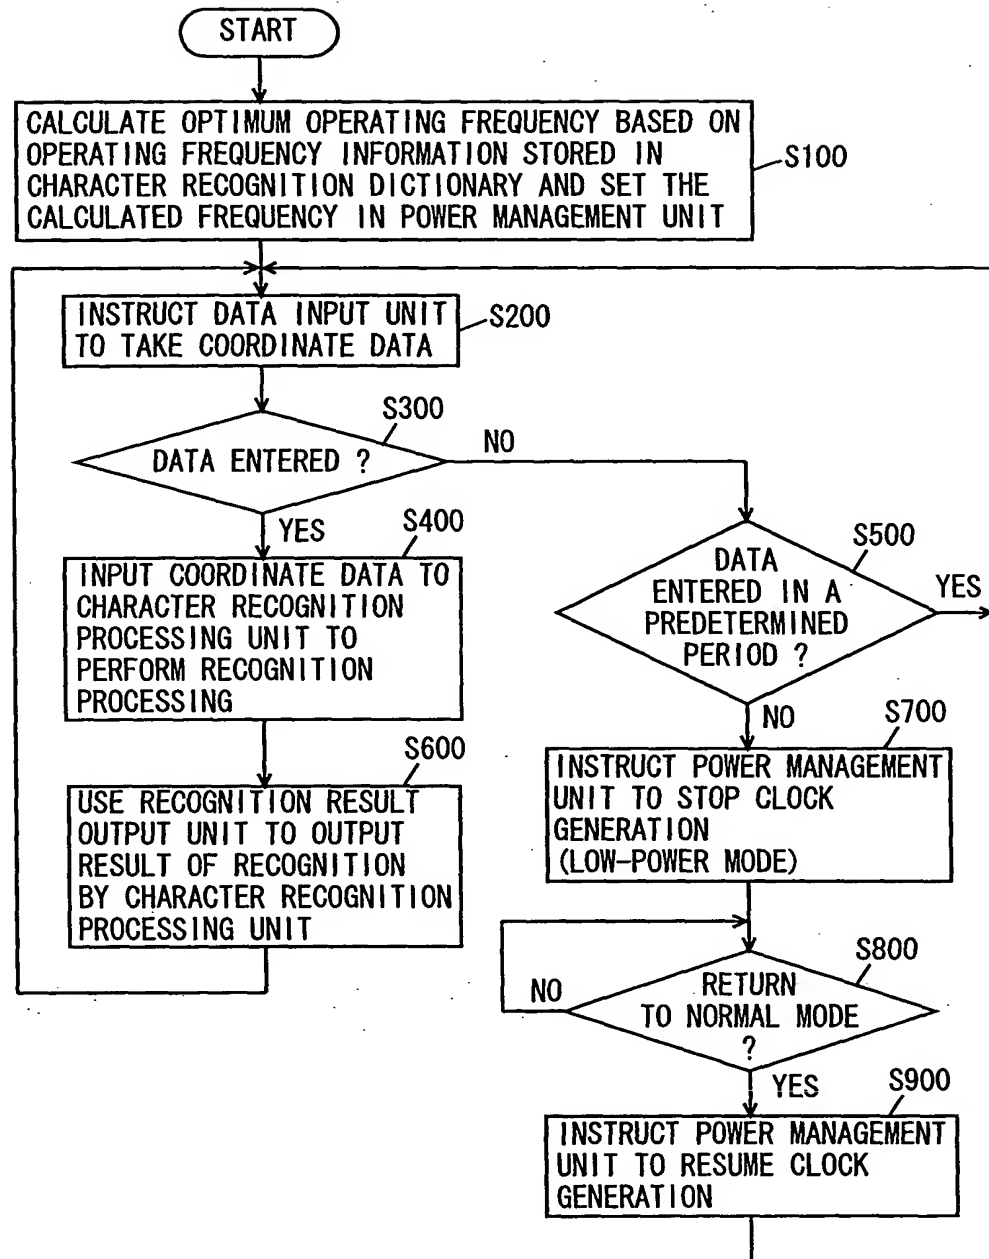 START
CALCULATE OPTIMUM OPERATING FREQUENCY BASED ON
OPERATING FREQUENCY INFORMATION STORED IN
CHARACTER RECOGNITION DICTIONARY AND SET THE
CALCULATED FREQUENCY IN POWER MANAGEMENT UNIT
S100
INSTRUCT DATA INPUT UNIT
TO TAKE COORDINATE DATA
S200
S300
DATA ENTERED ?
NO
YES
S400
INPUT COORDINATE DATA TO
CHARACTER RECOGNITION
PROCESSING UNIT TO
PERFORM RECOGNITION
PROCESSING
S500
DATA
ENTERED IN A
PREDETERMINED
PERIOD ?
YES
NO
S600
USE RECOGNITION RESULT
OUTPUT UNIT TO OUTPUT
RESULT OF RECOGNITION
BY CHARACTER RECOGNITION
PROCESSING UNIT
S700
INSTRUCT POWER MANAGEMENT
UNIT TO STOP CLOCK
GENERATION
(LOW-POWER MODE)
S800
RETURN
TO NORMAL MODE
?
NO
YES
S900
INSTRUCT POWER MANAGEMENT
UNIT TO RESUME CLOCK
GENERATION